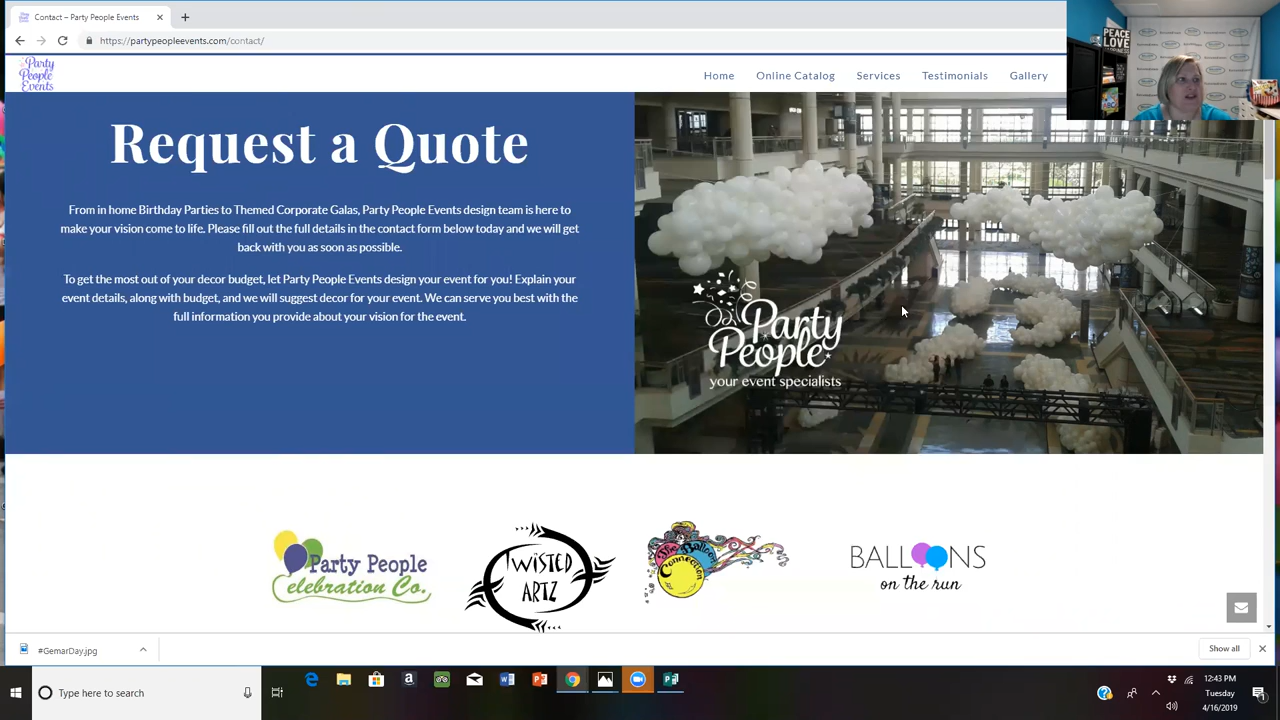 Contact – Party People Events
https://partypeopleevents.com/contact/
Party
People
Events
Home
Online Catalog
Services
Testimonials
Gallery
PEACE
LOVE
Request a Quote
From in home Birthday Parties to Themed Corporate Galas, Party People Events design team is here to
make your vision come to life. Please fill out the full details in the contact form below today and we will get
back with you as soon as possible.
To get the most out of your decor budget, let Party People Events design your event for you! Explain your
event details, along with budget, and we will suggest decor for your event. We can serve you best with the
full information you provide about your vision for the event.
Party
People
your event specialists
Party People
Celebration Co.
TWISTED
ARTZ
The Balloon
Connection
BALLOONS
on the run
#GemarDay.jpg
Show all
Type here to search
12:43 PM
Tuesday
4/16/2019